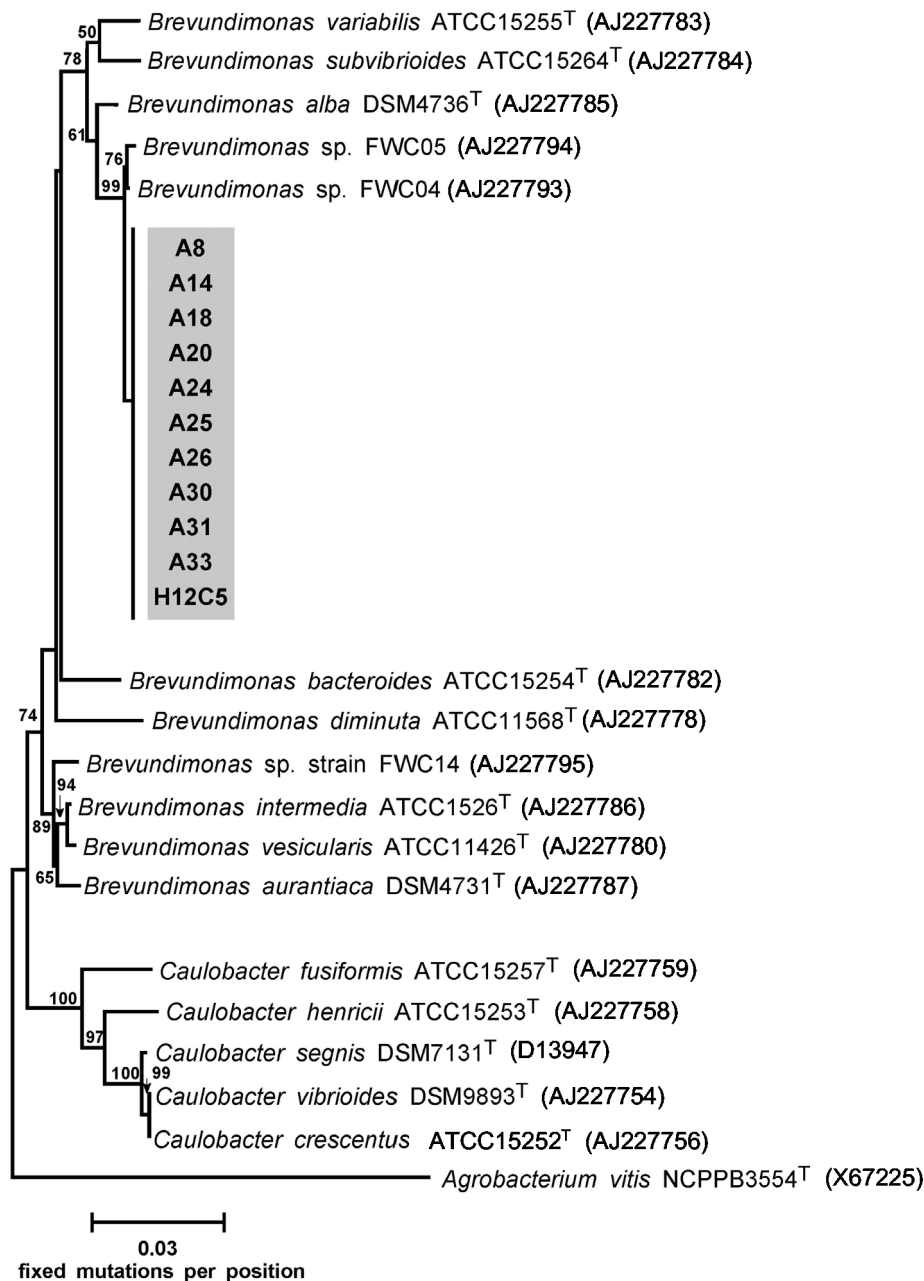 50
Brevundimonas variabilis ATCC15255T (AJ227783)
78
Brevundimonas subvibrioides ATCC15264T (AJ227784)
Brevundimonas alba DSM4736T (AJ227785)
61
Brevundimonas sp. FWC05 (AJ227794)
76
99
Brevundimonas sp. FWC04 (AJ227793)
A8
A14
A18
A20
A24
A25
A26
A30
A31
A33
H12C5
Brevundimonas bacteroides ATCC15254T (AJ227782)
74
Brevundimonas diminuta ATCC11568T (AJ227778)
Brevundimonas sp. strain FWC14 (AJ227795)
94
Brevundimonas intermedia ATCC1526T (AJ227786)
89
Brevundimonas vesicularis ATCC11426T (AJ227780)
65
Brevundimonas aurantiaca DSM4731T (AJ227787)
Caulobacter fusiformis ATCC15257T (AJ227759)
100
Caulobacter henricii ATCC15253T (AJ227758)
97
Caulobacter segnis DSM7131T (D13947)
100 99
Caulobacter vibrioides DSM9893T (AJ227754)
Caulobacter crescentus ATCC15252T (AJ227756)
Agrobacterium vitis NCPPB3554T (X67225)
0.03
fixed mutations per position